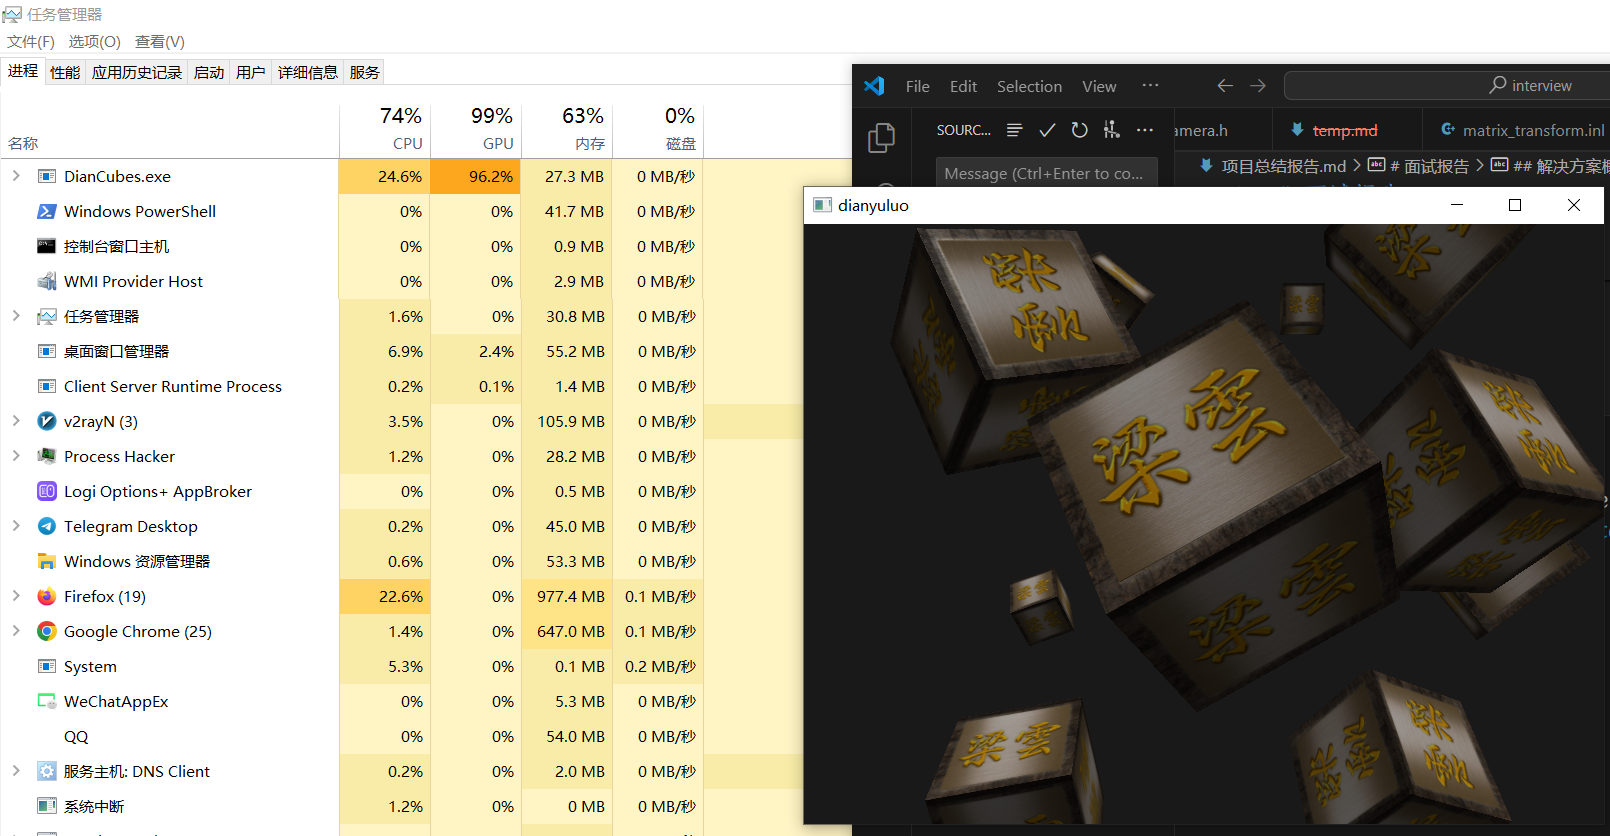 任务管理器
文件(F) 选项(O) 查看(V)
进程 性能 应用历史记录 启动 用户 详细信息 服务
74% 99% 63% 0%
名称 CPU GPU 内存 磁盘
DianCubes.exe 24.6% 96.2% 27.3 MB 0 MB/秒
Windows PowerShell 0% 0% 41.7 MB 0 MB/秒
控制台窗口主机 0% 0% 0.9 MB 0 MB/秒
WMI Provider Host 0% 0% 2.9 MB 0 MB/秒
任务管理器 1.6% 0% 30.8 MB 0 MB/秒
桌面窗口管理器 6.9% 2.4% 55.2 MB 0 MB/秒
Client Server Runtime Process 0.2% 0.1% 1.4 MB 0 MB/秒
v2rayN (3) 3.5% 0% 105.9 MB 0 MB/秒
Process Hacker 1.2% 0% 28.2 MB 0 MB/秒
Logi Options+ AppBroker 0% 0% 0.5 MB 0 MB/秒
Telegram Desktop 0.2% 0% 45.0 MB 0 MB/秒
Windows 资源管理器 0.6% 0% 53.3 MB 0 MB/秒
Firefox (19) 22.6% 0% 977.4 MB 0.1 MB/秒
Google Chrome (25) 1.4% 0% 647.0 MB 0.1 MB/秒
System 5.3% 0% 0.1 MB 0.2 MB/秒
WeChatAppEx 0% 0% 5.3 MB 0 MB/秒
QQ 0% 0% 54.0 MB 0 MB/秒
服务主机: DNS Client 0.2% 0% 2.0 MB 0 MB/秒
系统中断 1.2% 0% 0 MB 0 MB/秒
File Edit Selection View ··· interview
SOURC... amera.h temp.md matrix_transform.inl
Message (Ctrl+Enter to co... 项目总结报告.md > # 面试报告 > ## 解决方案
dianyuluo
梁雲
梁雲
梁雲
梁雲
梁雲